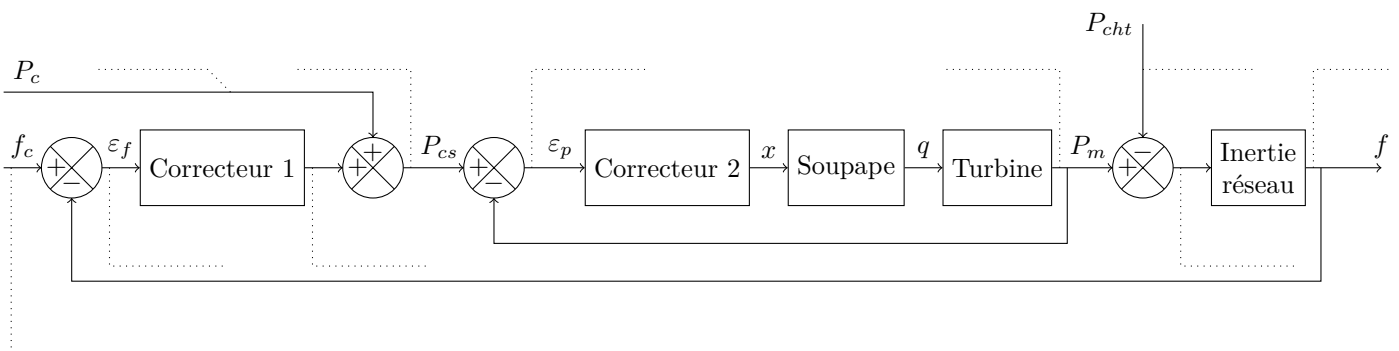 P_cht
P_c
f_c
+
−
ε_f
Correcteur 1
+
+
P_cs
+
−
ε_p
Correcteur 2
x
Soupape
q
Turbine
P_m
+
−
Inertie
réseau
f